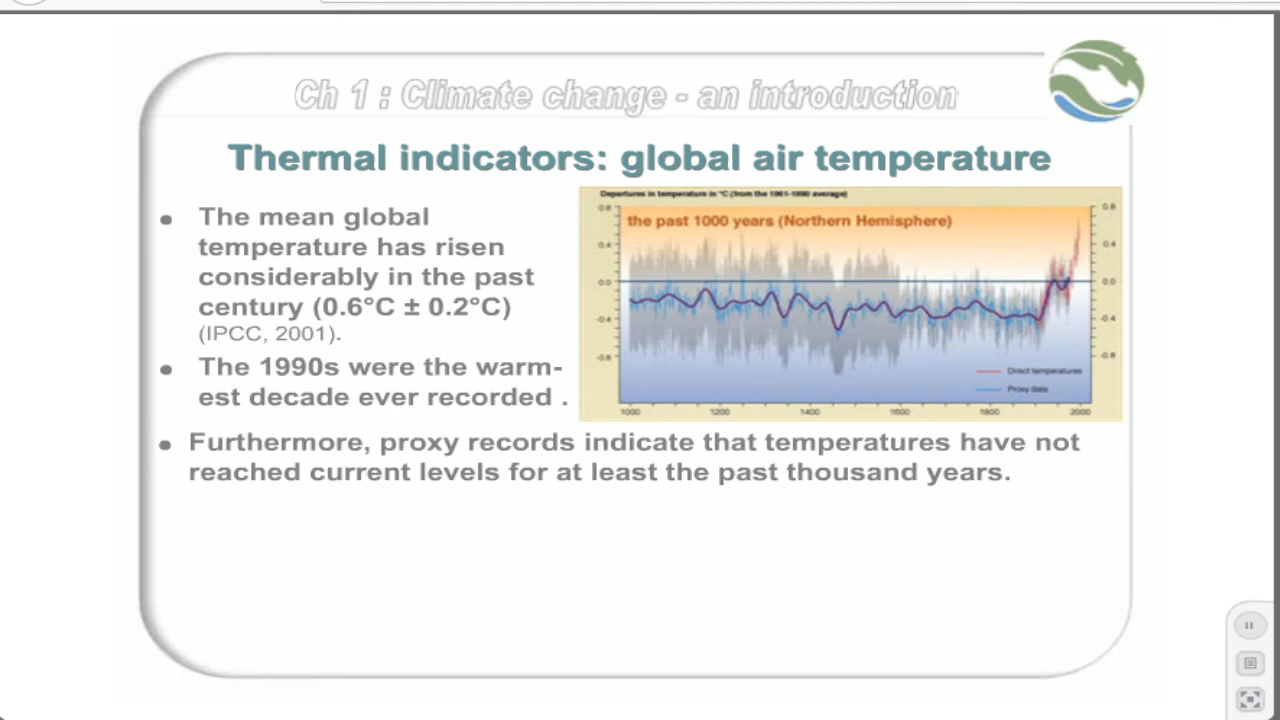 Ch 1 : Climate change - an introduction
Thermal indicators: global air temperature
• The mean global
temperature has risen
considerably in the past
century (0.6°C ± 0.2°C)
(IPCC, 2001).
• The 1990s were the warm-
est decade ever recorded .
Departures in temperature in °C (from the 1961-1990 average)
the past 1000 years (Northern Hemisphere)
0.8 0.8
0.4 0.4
0.0 0.0
-0.4 -0.4
-0.8 -0.8
Direct temperatures
Proxy data
1000 1200 1400 1600 1800 2000
• Furthermore, proxy records indicate that temperatures have not
reached current levels for at least the past thousand years.